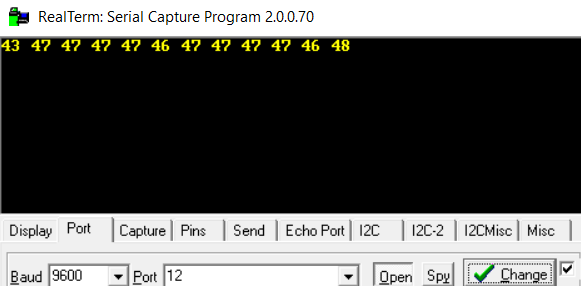 RealTerm: Serial Capture Program 2.0.0.70
43 47 47 47 47 46 47 47 47 47 46 48
Display Port Capture Pins Send Echo Port I2C I2C-2 I2CMisc Misc
Baud 9600 Port 12 Open Spy Change